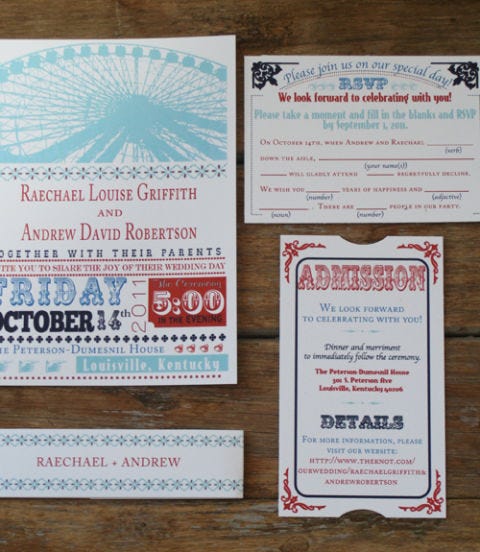 Raechael Louise Griffith
and
Andrew David Robertson
together with their parents
you to share the joy of their wedding day
Friday
October 14th
2011
The Ceremony
5:00
in the evening
The Peterson-Dumesnil House
Louisville, Kentucky
RAECHAEL + ANDREW
Please join us on our special day!
RSVP
We look forward to celebrating with you!
Please take a moment and fill in the blanks and RSVP
by September 1, 2011.
On October 14th, when Andrew and Raechael
(verb)
down the aisle,
(your name(s))
will gladly attend regretfully decline.
We wish you years of happiness and
(number) (adjective)
. There are people in our party.
(noun) (number)
ADMISSION
We look forward
to celebrating with you!
Dinner and merriment
to immediately follow the ceremony.
The Peterson-Dumesnil House
301 S. Peterson Ave
Louisville, Kentucky 40206
DETAILS
For more information, please
visit our website:
http://www.theknot.com/
ourwedding/raechaelgriffith&
andrewrobertson